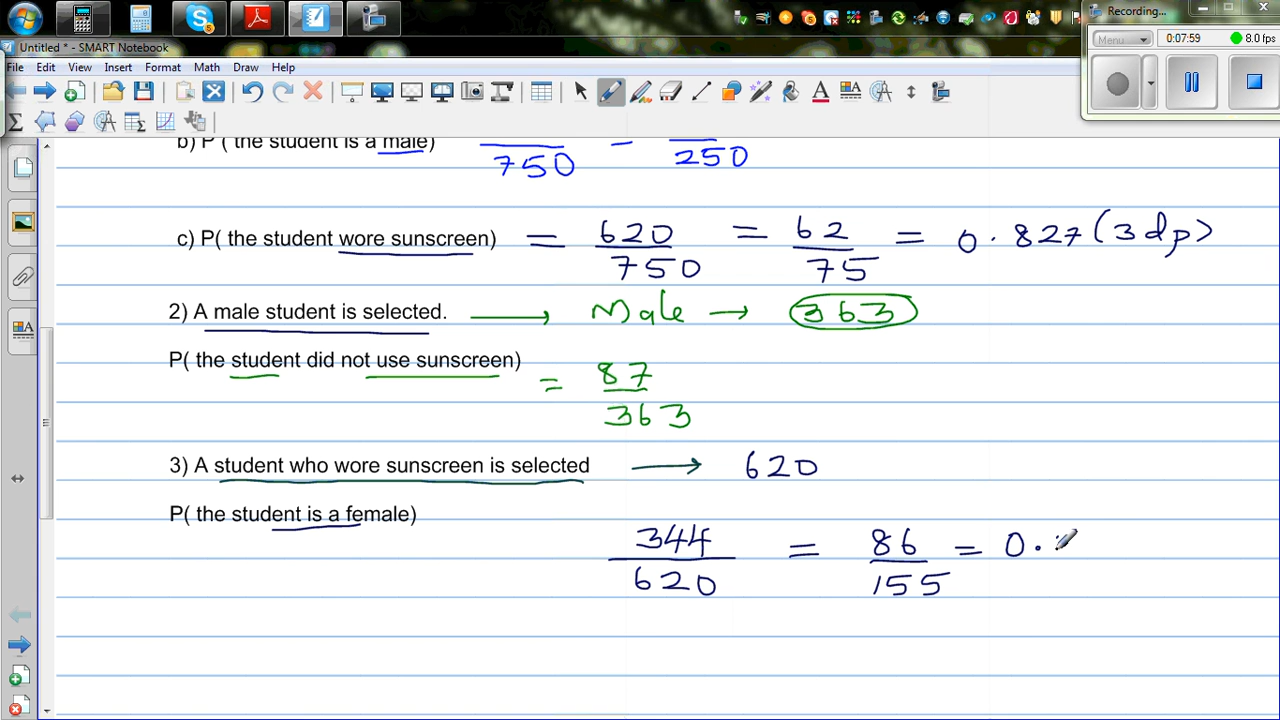 Recording...
Untitled * - SMART Notebook
Menu
0:07:59
8.0 fps
File Edit View Insert Format Math Draw Help
b) P ( the student is a male)
750 250
c) P( the student wore sunscreen) = 620/750 = 62/75 = 0.827 (3 dp)
2) A male student is selected. → Male → 363
P( the student did not use sunscreen) = 87/363
3) A student who wore sunscreen is selected → 620
P( the student is a female)
344/620 = 86/155 = 0.